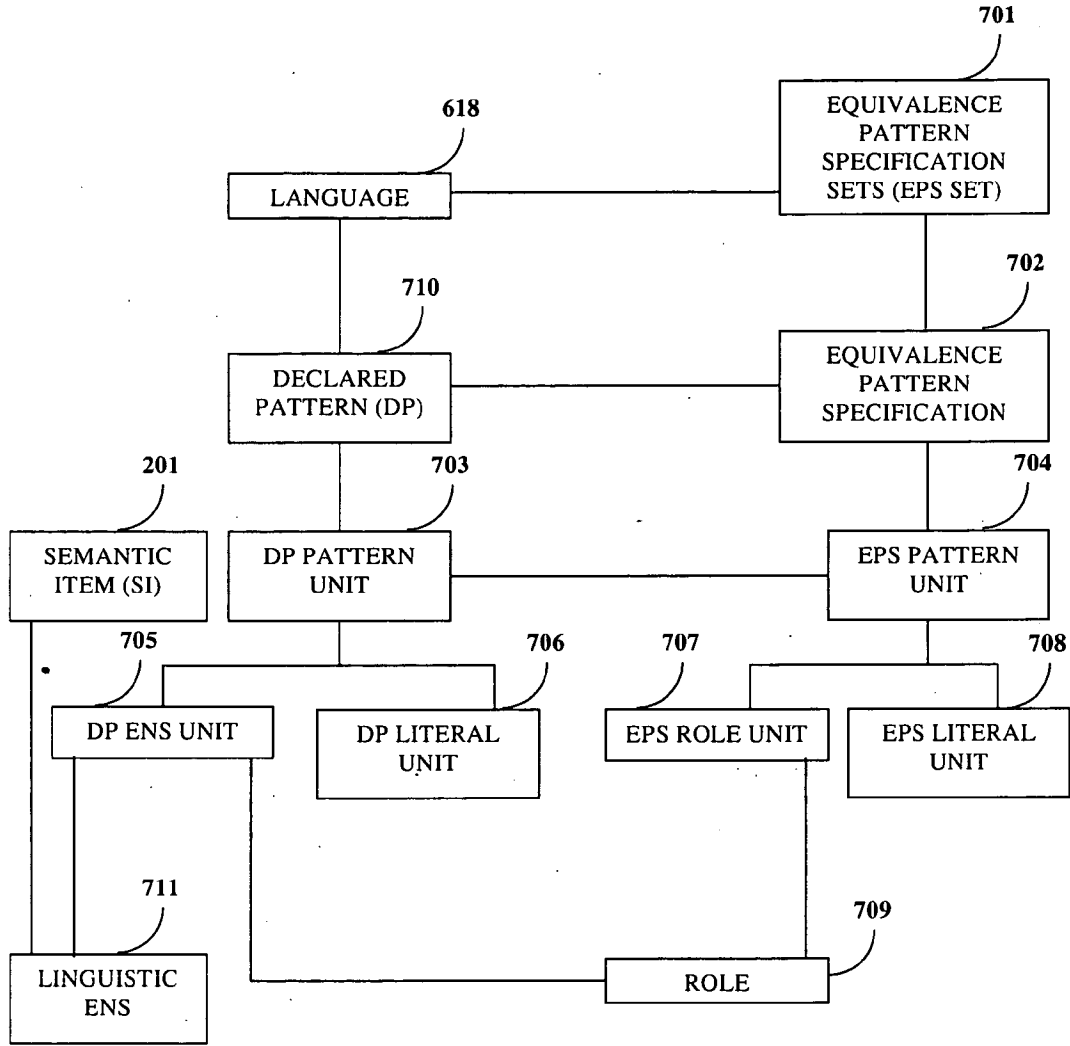 701
EQUIVALENCE
PATTERN
SPECIFICATION
SETS (EPS SET)
618
LANGUAGE
702
710
EQUIVALENCE
PATTERN
SPECIFICATION
DECLARED
PATTERN (DP)
201
703
704
SEMANTIC
ITEM (SI)
DP PATTERN
UNIT
EPS PATTERN
UNIT
705
706
707
708
DP ENS UNIT
DP LITERAL
UNIT
EPS ROLE UNIT
EPS LITERAL
UNIT
711
709
LINGUISTIC
ENS
ROLE